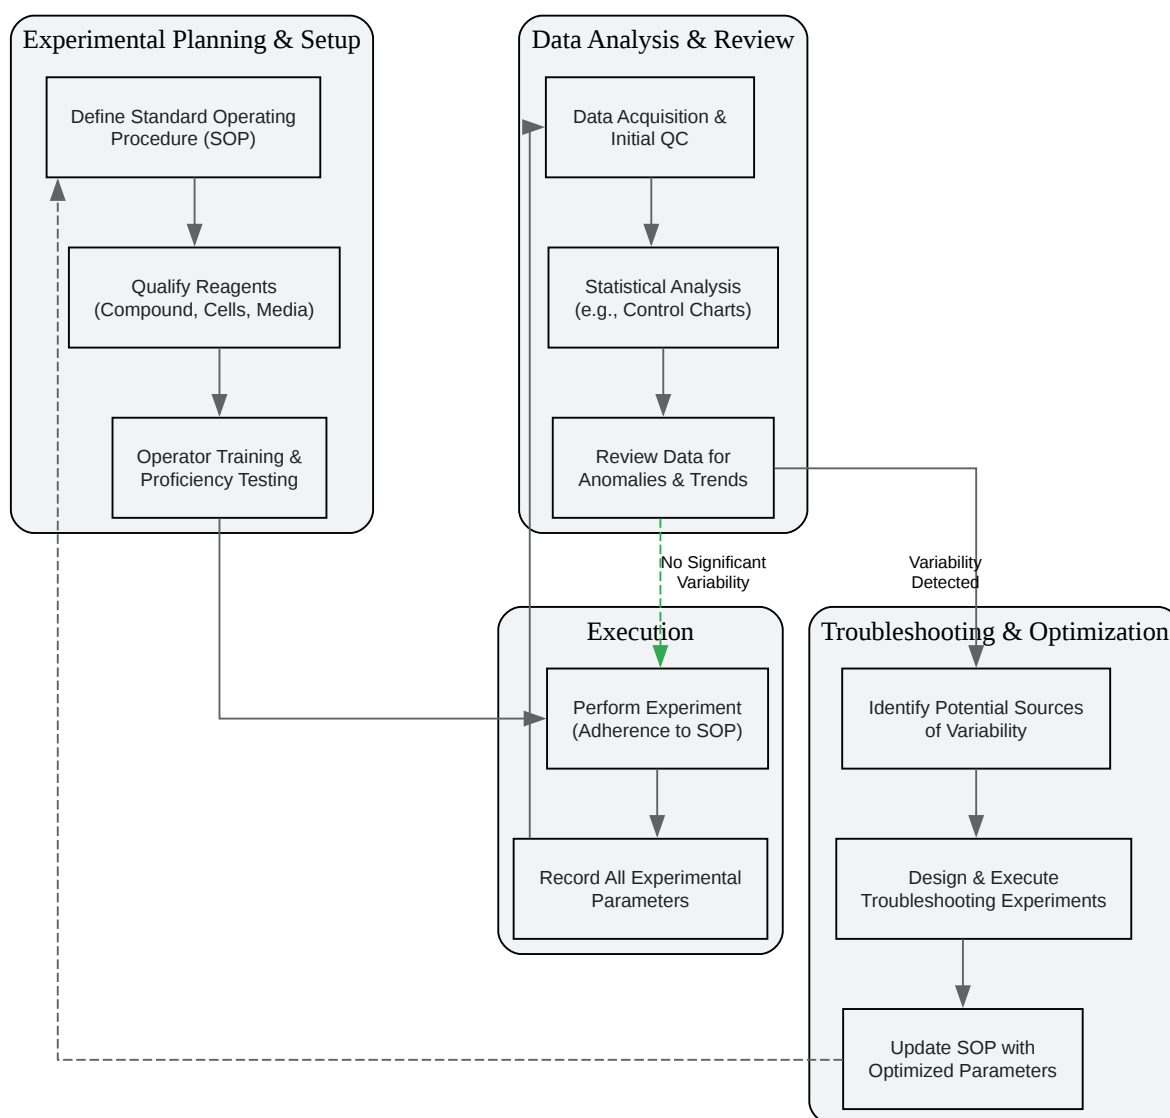 Experimental Planning & Setup
Define Standard Operating
Procedure (SOP)
Qualify Reagents
(Compound, Cells, Media)
Operator Training &
Proficiency Testing
Data Analysis & Review
Data Acquisition &
Initial QC
Statistical Analysis
(e.g., Control Charts)
Review Data for
Anomalies & Trends
No Significant
Variability
Variability
Detected
Execution
Perform Experiment
(Adherence to SOP)
Record All Experimental
Parameters
Troubleshooting & Optimization
Identify Potential Sources
of Variability
Design & Execute
Troubleshooting Experiments
Update SOP with
Optimized Parameters